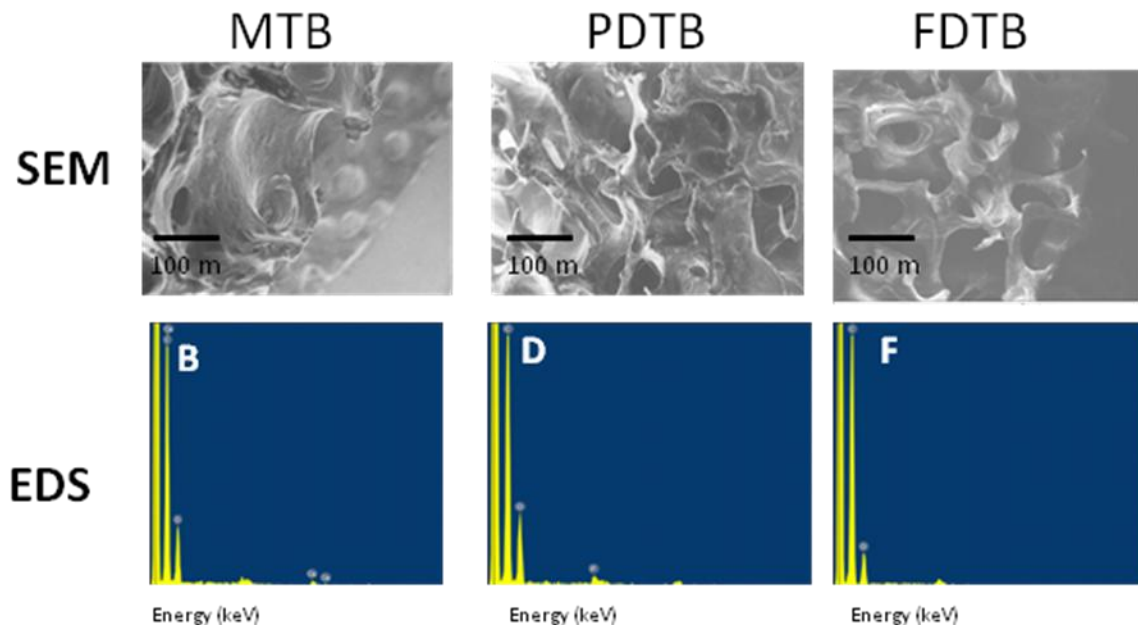 MTB PDTB FDTB
SEM
100 m 100 m 100 m
B D F
EDS
Energy (keV) Energy (keV) Energy (keV)